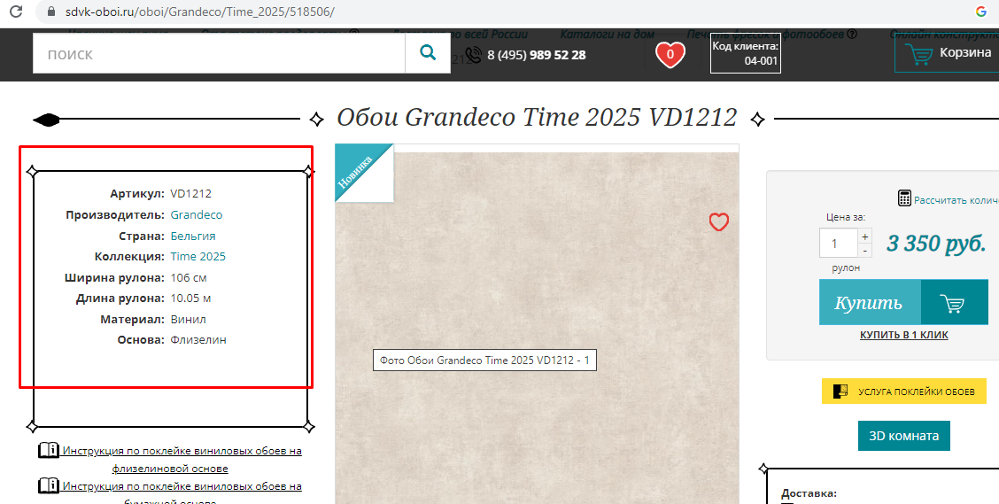 sdvk-oboi.ru/oboi/Grandeco/Time_2025/518506/
по всей России
Каталоги на дом
Печать фресок и фотообоев
Онлайн конструкт
ПОИСК
8 (495) 989 52 28
0
Код клиента:
04-001
Корзина
Обои Grandeco Time 2025 VD1212
Артикул: VD1212
Производитель: Grandeco
Страна: Бельгия
Коллекция: Time 2025
Ширина рулона: 106 см
Длина рулона: 10.05 м
Материал: Винил
Основа: Флизелин
Инструкция по поклейке виниловых обоев на
флизелиновой основе
Инструкция по поклейке виниловых обоев на
бумажной основе
Новинка
Фото Обои Grandeco Time 2025 VD1212 - 1
Рассчитать колич
Цена за:
1
+
-
рулон
3 350 руб.
Купить
КУПИТЬ В 1 КЛИК
УСЛУГА ПОКЛЕЙКИ ОБОЕВ
3D комната
Доставка: